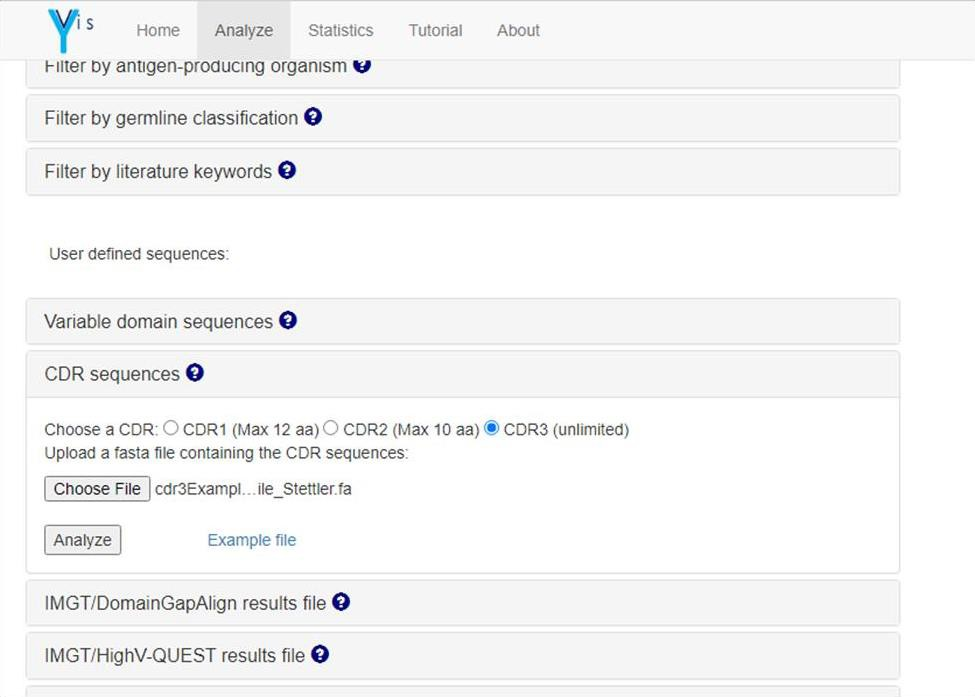 Yis
Home Analyze Statistics Tutorial About
Filter by antigen-producing organism ?
Filter by germline classification ?
Filter by literature keywords ?
User defined sequences:
Variable domain sequences ?
CDR sequences ?
Choose a CDR: CDR1 (Max 12 aa) CDR2 (Max 10 aa) CDR3 (unlimited)
Upload a fasta file containing the CDR sequences:
Choose File cdr3Exampl…ile_Stettler.fa
Analyze Example file
IMGT/DomainGapAlign results file ?
IMGT/HighV-QUEST results file ?